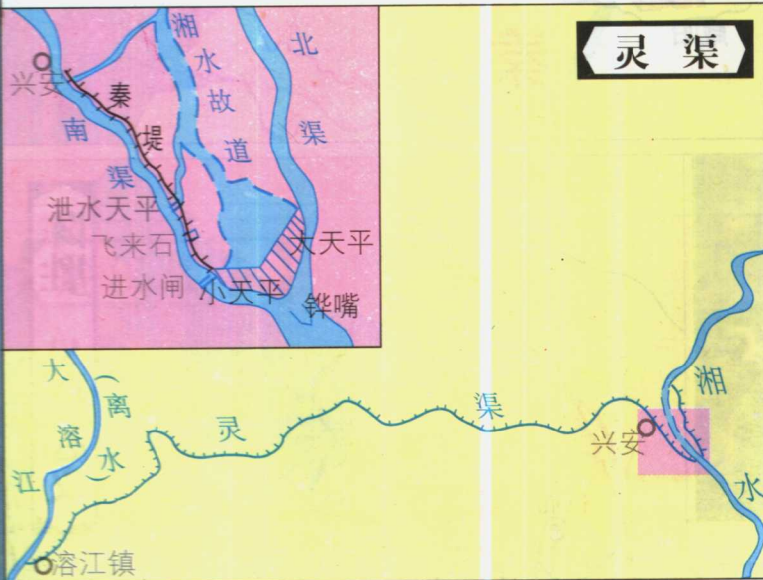 灵渠
兴安
秦堤
南渠
湘水故道
北渠
泄水天平
飞来石
进水闸
小天平
大天平
铧嘴
大溶江
（离水）
灵渠
兴安
湘水
溶江镇